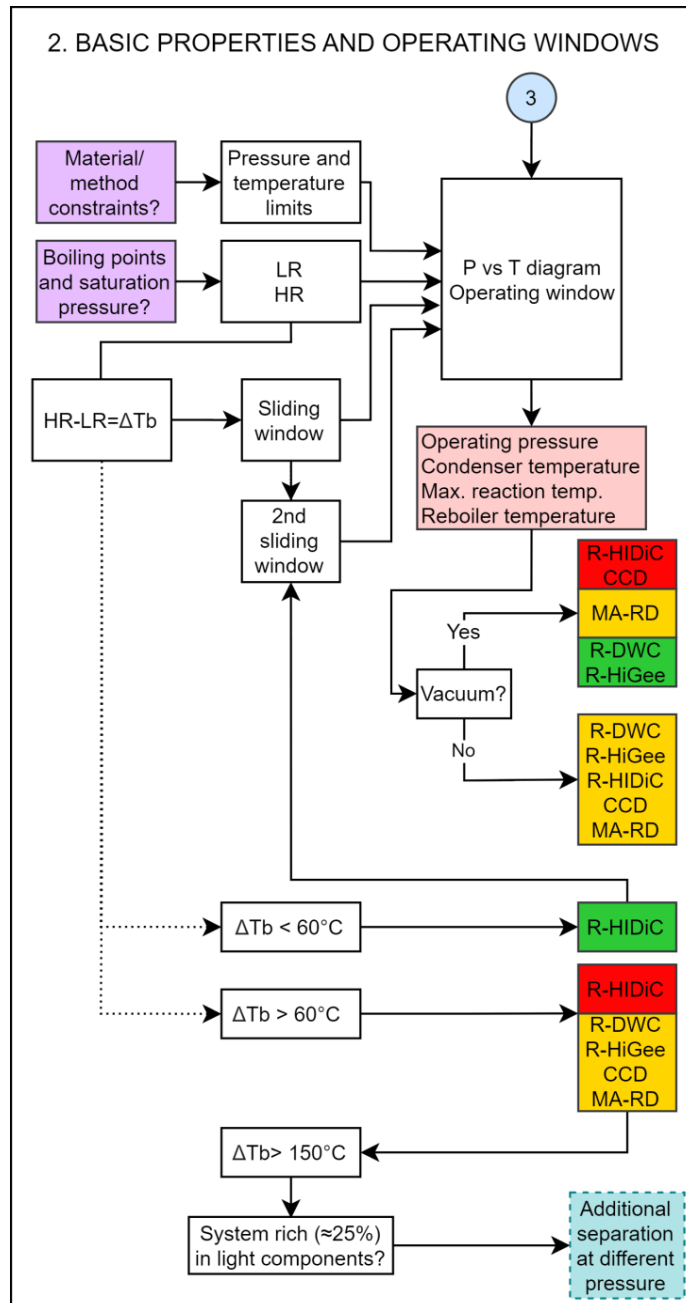 2. BASIC PROPERTIES AND OPERATING WINDOWS
3
Material/
method
constraints?
Pressure and
temperature
limits
Boiling points
and saturation
pressure?
LR
HR
P vs T diagram
Operating window
HR-LR=ΔTb
Sliding
window
2nd
sliding
window
Operating pressure
Condenser temperature
Max. reaction temp.
Reboiler temperature
R-HIDiC
CCD
MA-RD
R-DWC
R-HiGee
Yes
Vacuum?
No
R-DWC
R-HiGee
R-HIDiC
CCD
MA-RD
ΔTb < 60°C
R-HIDiC
ΔTb > 60°C
R-HIDiC
R-DWC
R-HiGee
CCD
MA-RD
ΔTb> 150°C
System rich (≈25%)
in light components?
Additional
separation
at different
pressure